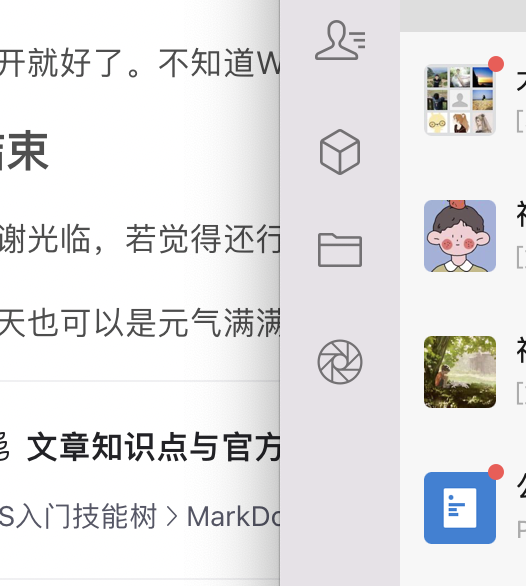 开就好了。不知道W
结束
谢光临，若觉得还行
天也可以是元气满满
文章知识点与官方
S入门技能树 > MarkDo